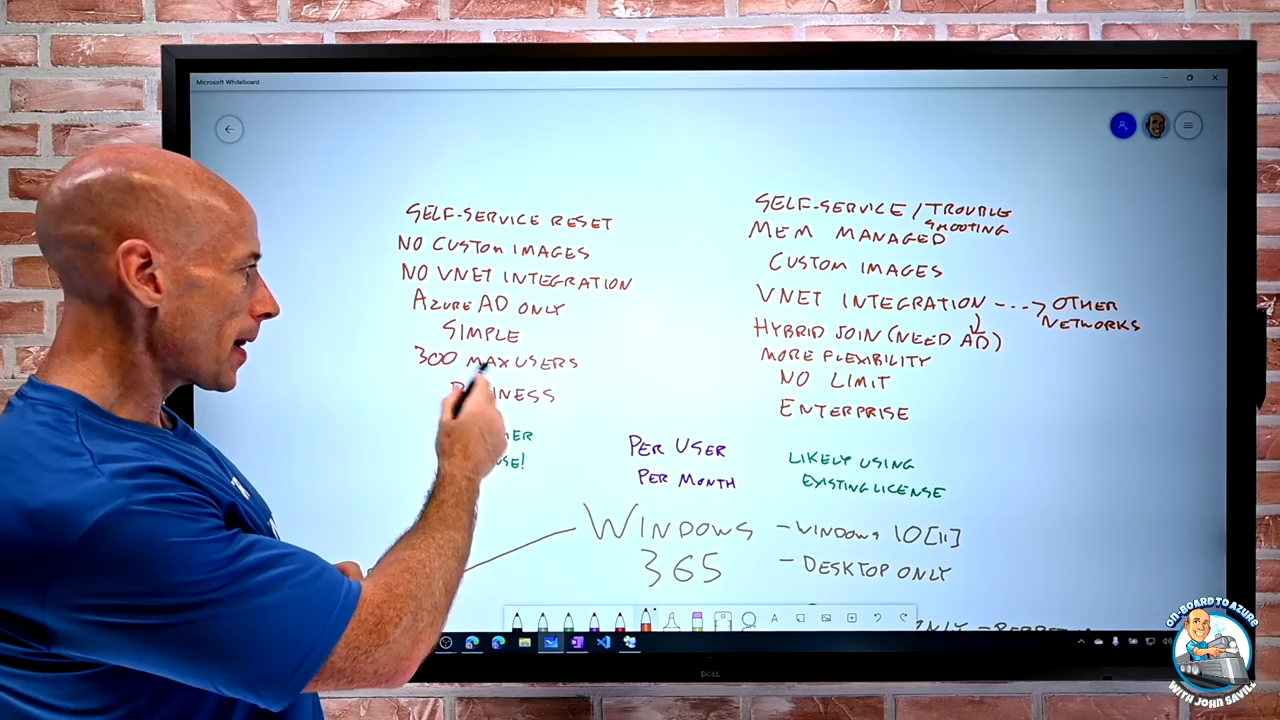 Microsoft Whiteboard
SELF-SERVICE RESET
NO CUSTOM IMAGES
NO VNET INTEGRATION
AZURE AD ONLY
SIMPLE
300 MAX USERS
SELF-SERVICE / TROUBLE
SHOOTING
MEM MANAGED
CUSTOM IMAGES
VNET INTEGRATION ---> OTHER
NETWORKS
HYBRID JOIN (NEED AD)
MORE FLEXIBILITY
NO LIMIT
ENTERPRISE
PER USER
PER MONTH
LIKELY USING
EXISTING LICENSE
WINDOWS
365
- WINDOWS 10[11]
- DESKTOP ONLY
DELL
ON-BOARD TO AZURE
WITH JOHN SAVILL